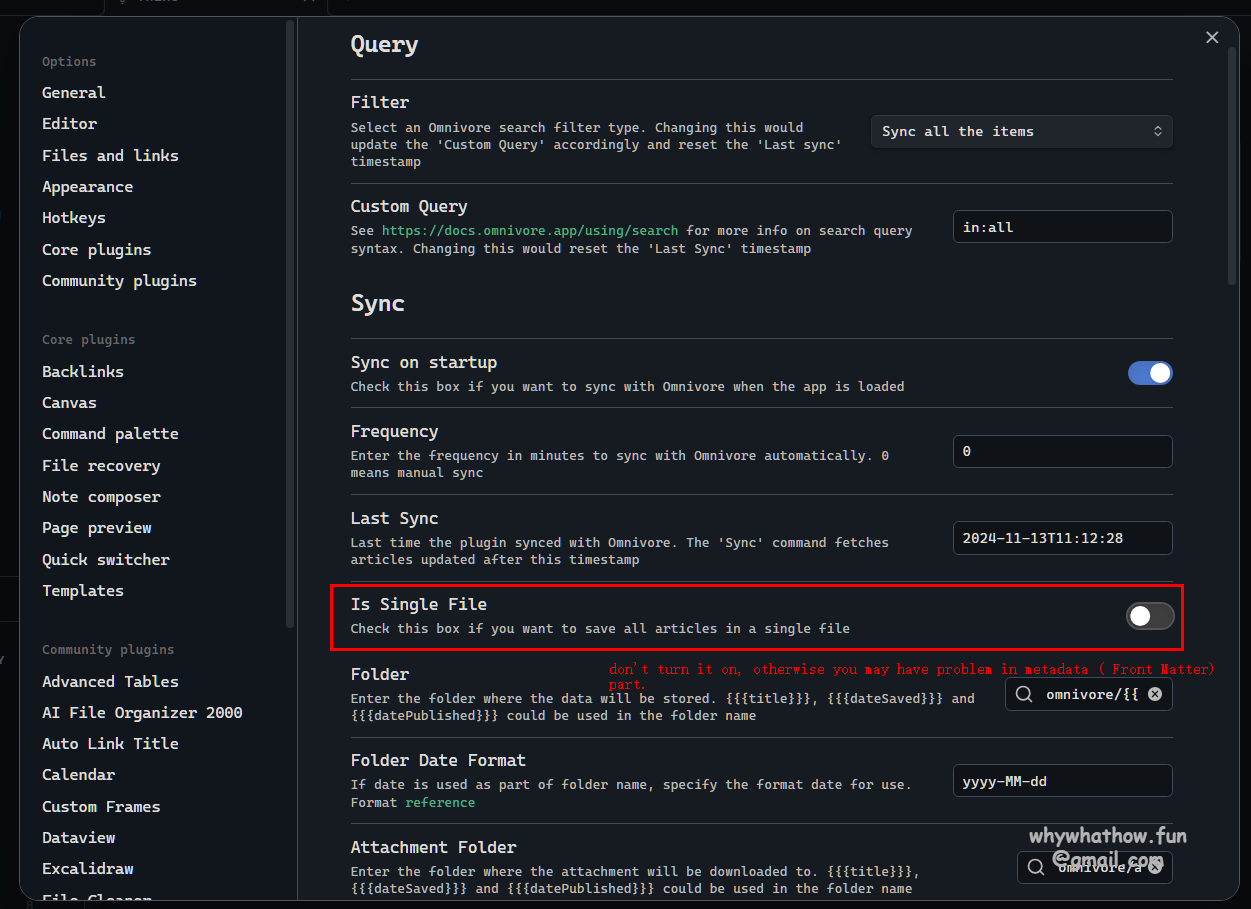 Options
General
Editor
Files and links
Appearance
Hotkeys
Core plugins
Community plugins
Core plugins
Backlinks
Canvas
Command palette
File recovery
Note composer
Page preview
Quick switcher
Templates
Community plugins
Advanced Tables
AI File Organizer 2000
Auto Link Title
Calendar
Custom Frames
Dataview
Excalidraw
File Cleaner
Query
Filter
Select an Omnivore search filter type. Changing this would
update the 'Custom Query' accordingly and reset the 'Last sync'
timestamp
Sync all the items
Custom Query
See https://docs.omnivore.app/using/search for more info on search query
syntax. Changing this would reset the 'Last Sync' timestamp
in:all
Sync
Sync on startup
Check this box if you want to sync with Omnivore when the app is loaded
Frequency
Enter the frequency in minutes to sync with Omnivore automatically. 0
means manual sync
0
Last Sync
Last time the plugin synced with Omnivore. The 'Sync' command fetches
articles updated after this timestamp
2024-11-13T11:12:28
Is Single File
Check this box if you want to save all articles in a single file
don't turn it on, otherwise you may have problem in metadata ( Front Matter)
part.
Folder
Enter the folder where the data will be stored. {{{title}}}, {{{dateSaved}}} and
{{{datePublished}}} could be used in the folder name
omnivore/{{
Folder Date Format
If date is used as part of folder name, specify the format date for use.
Format reference
yyyy-MM-dd
Attachment Folder
Enter the folder where the attachment will be downloaded to. {{{title}}},
{{{dateSaved}}} and {{{datePublished}}} could be used in the folder name
omnivore/a
whywhathow.fun
@gmail.com